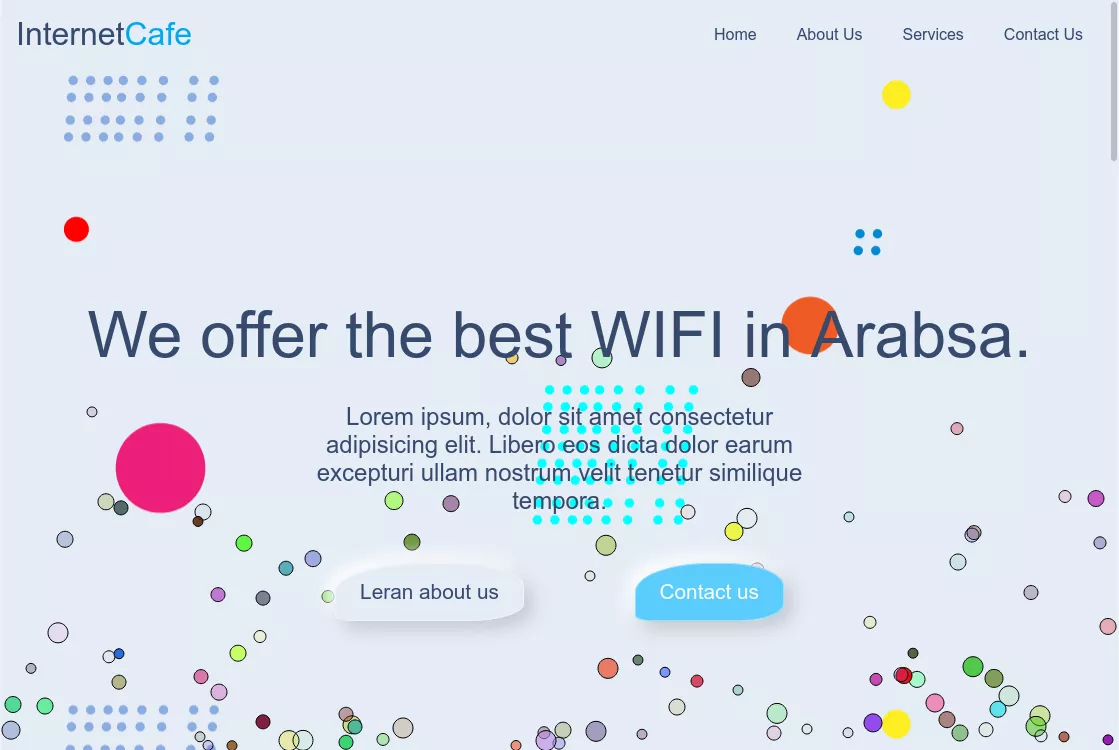 InternetCafe
Home About Us Services Contact Us
We offer the best WIFI in Arabsa.
Lorem ipsum, dolor sit amet consectetur
adipisicing elit. Libero eos dicta dolor earum
excepturi ullam nostrum velit tenetur similique
tempora.
Leran about us
Contact us